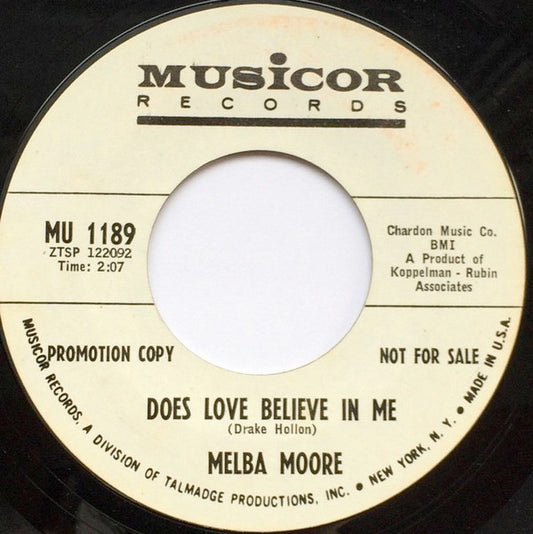 MUSICOR
RECORDS
MU 1189
ZTSP 122092
Time: 2:07
Chardon Music Co.
BMI
A Product of
Koppelman - Rubin
Associates
PROMOTION COPY
NOT FOR SALE
DOES LOVE BELIEVE IN ME
(Drake Hollon)
MELBA MOORE
MUSICOR RECORDS, A DIVISION OF TALMADGE PRODUCTIONS, INC. • NEW YORK, N. Y. • MADE IN U.S.A.